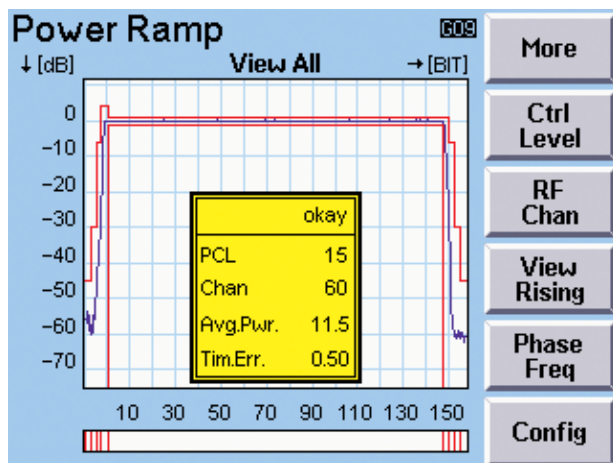 Power Ramp G09
↓ [dB] View All → [BIT]
0
-10
-20
-30
-40
-50
-60
-70
okay
PCL 15
Chan 60
Avg.Pwr. 11.5
Tim.Err. 0.50
10 30 50 70 90 110 130 150
More
Ctrl
Level
RF
Chan
View
Rising
Phase
Freq
Config